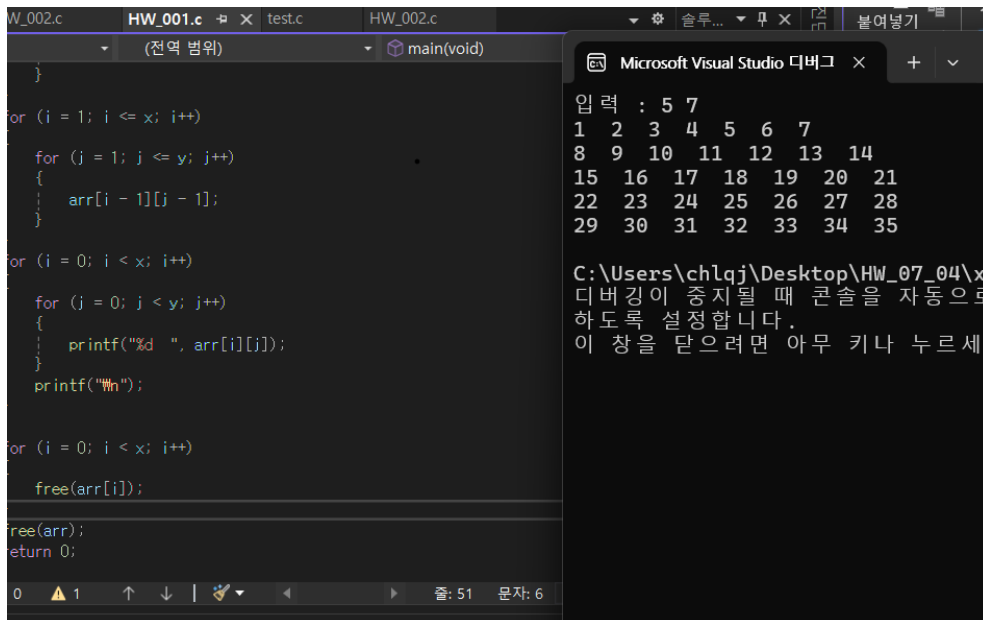 W_002.c HW_001.c test.c HW_002.c 솔루... 붙여넣기
(전역 범위) main(void)
}
for (i = 1; i <= x; i++)
for (j = 1; j <= y; j++)
{
arr[i - 1][j - 1];
}
for (i = 0; i < x; i++)
for (j = 0; j < y; j++)
{
printf("%d  ", arr[i][j]);
}
printf("₩n");
for (i = 0; i < x; i++)
free(arr[i]);
free(arr);
return 0;
0 1 줄: 51 문자: 6
Microsoft Visual Studio 디버그
입력 : 5 7
1 2 3 4 5 6 7
8 9 10 11 12 13 14
15 16 17 18 19 20 21
22 23 24 25 26 27 28
29 30 31 32 33 34 35
C:\Users\chlqj\Desktop\HW_07_04\x
디버깅이 중지될 때 콘솔을 자동으로
하도록 설정합니다.
이 창을 닫으려면 아무 키나 누르세